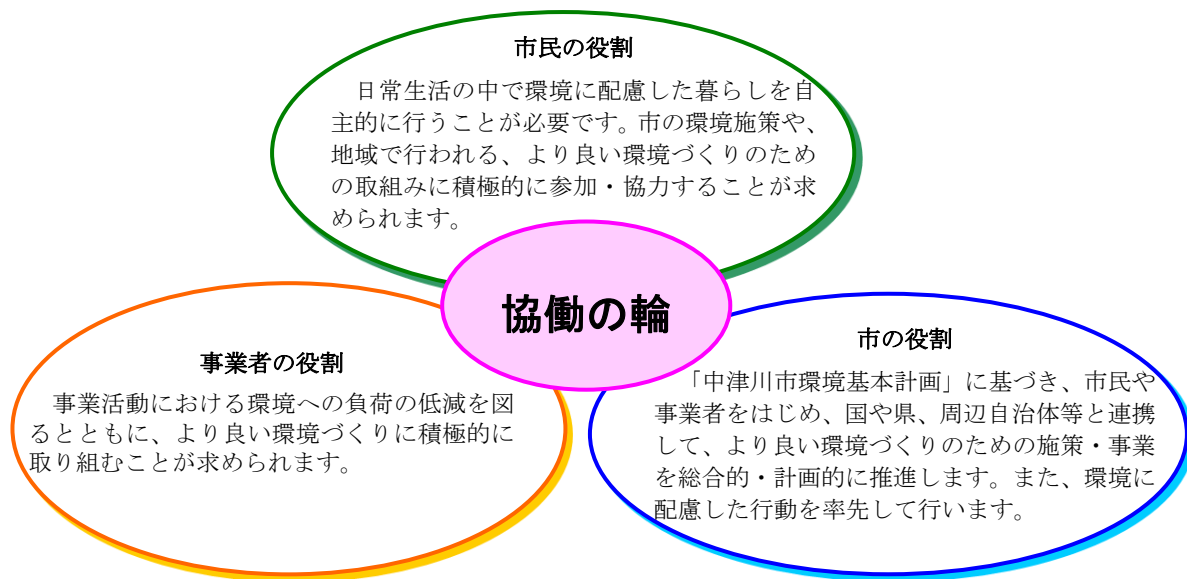 市民の役割
日常生活の中で環境に配慮した暮らしを自
主的に行うことが必要です。市の環境施策や、
地域で行われる、より良い環境づくりのため
の取組みに積極的に参加・協力することが求
められます。
協働の輪
事業者の役割
事業活動における環境への負荷の低減を図
るとともに、より良い環境づくりに積極的に
取り組むことが求められます。
市の役割
「中津川市環境基本計画」に基づき、市民や
事業者をはじめ、国や県、周辺自治体等と連携
して、より良い環境づくりのための施策・事業
を総合的・計画的に推進します。また、環境に
配慮した行動を率先して行います。